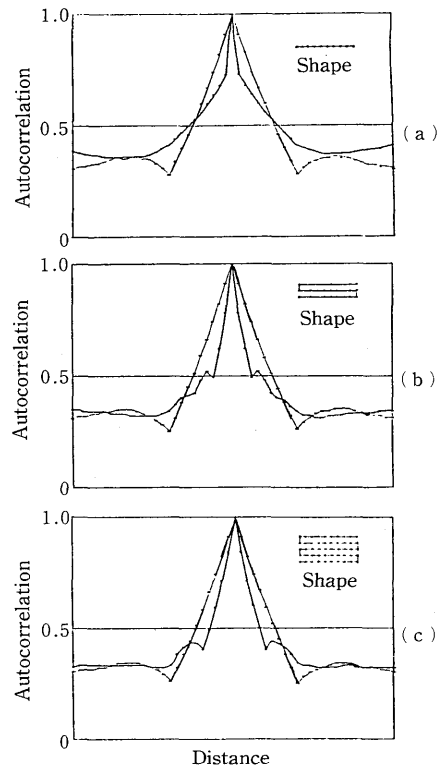 1.0
Autocorrelation
0.5
0
Shape
(a)
1.0
Autocorrelation
0.5
0
Shape
(b)
1.0
Autocorrelation
0.5
0
Shape
(c)
Distance